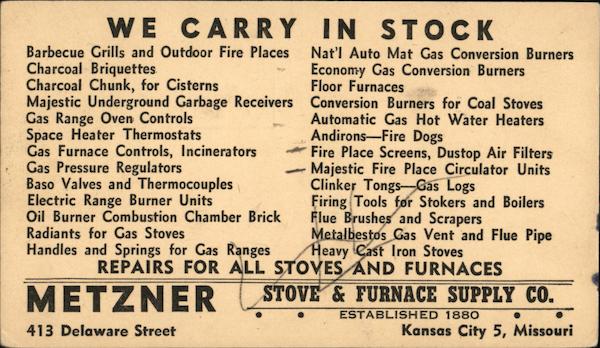 WE CARRY IN STOCK
Barbecue Grills and Outdoor Fire Places
Charcoal Briquettes
Charcoal Chunk, for Cisterns
Majestic Underground Garbage Receivers
Gas Range Oven Controls
Space Heater Thermostats
Gas Furnace Controls, Incinerators
Gas Pressure Regulators
Baso Valves and Thermocouples
Electric Range Burner Units
Oil Burner Combustion Chamber Brick
Radiants for Gas Stoves
Handles and Springs for Gas Ranges
Nat'l Auto Mat Gas Conversion Burners
Economy Gas Conversion Burners
Floor Furnaces
Conversion Burners for Coal Stoves
Automatic Gas Hot Water Heaters
Andirons—Fire Dogs
Fire Place Screens, Dustop Air Filters
Majestic Fire Place Circulator Units
Clinker Tongs—Gas Logs
Firing Tools for Stokers and Boilers
Flue Brushes and Scrapers
Metalbestos Gas Vent and Flue Pipe
Heavy Cast Iron Stoves
REPAIRS FOR ALL STOVES AND FURNACES
METZNER STOVE & FURNACE SUPPLY CO.
ESTABLISHED 1880
413 Delaware Street Kansas City 5, Missouri